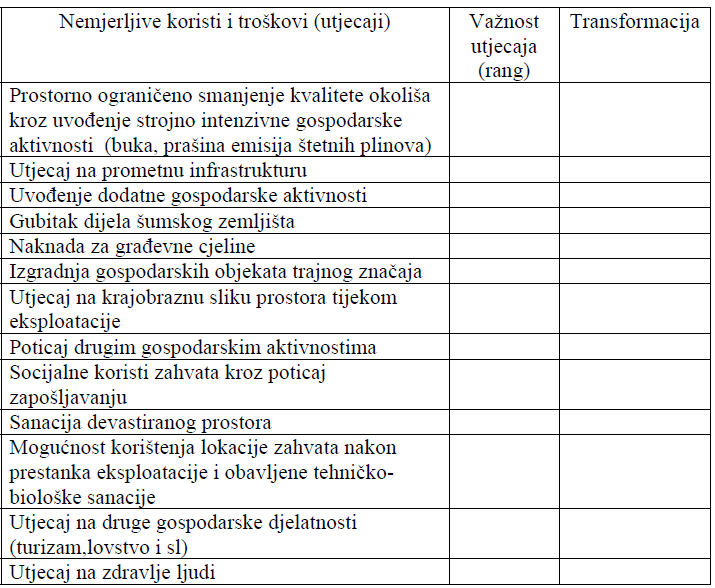 Nemjerljive koristi i troškovi (utjecaji)
Važnost
utjecaja
(rang)
Transformacija
Prostorno ograničeno smanjenje kvalitete okoliša
kroz uvođenje strojno intenzivne gospodarske
aktivnosti (buka, prašina emisija štetnih plinova)
Utjecaj na prometnu infrastrukturu
Uvođenje dodatne gospodarske aktivnosti
Gubitak dijela šumskog zemljišta
Naknada za građevne cjeline
Izgradnja gospodarskih objekata trajnog značaja
Utjecaj na krajobraznu sliku prostora tijekom
eksploatacije
Poticaj drugim gospodarskim aktivnostima
Socijalne koristi zahvata kroz poticaj
zapošljavanju
Sanacija devastiranog prostora
Mogućnost korištenja lokacije zahvata nakon
prestanka eksploatacije i obavljene tehničko-
biološke sanacije
Utjecaj na druge gospodarske djelatnosti
(turizam,lovstvo i sl)
Utjecaj na zdravlje ljudi